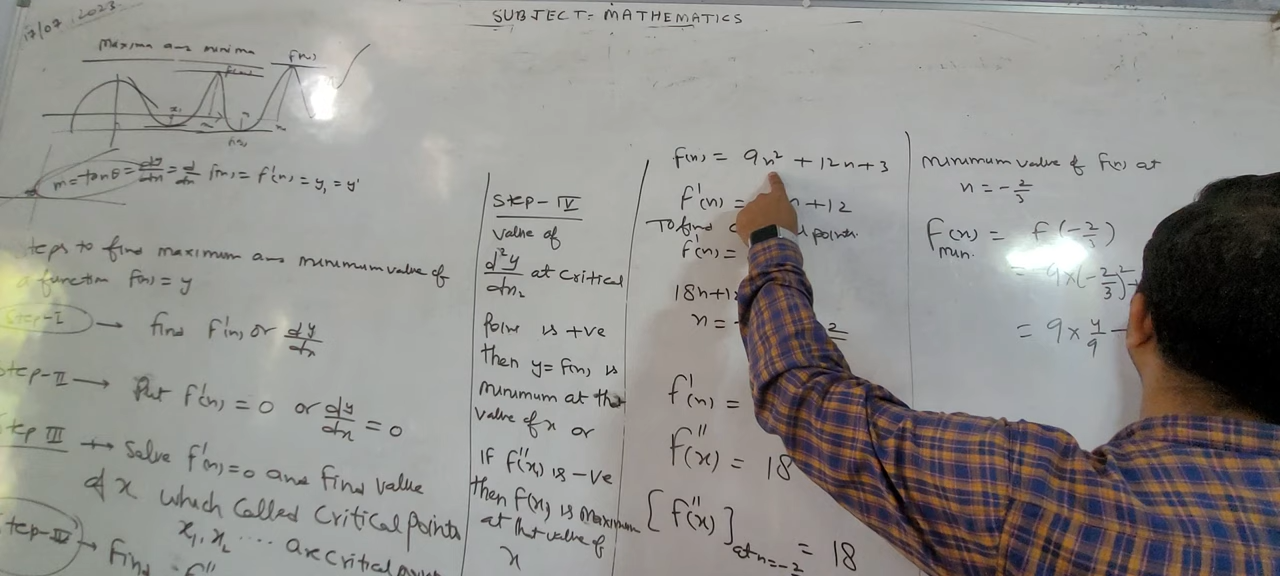 17/07/2023
SUBJECT = MATHEMATICS
Maxima and minima
f(x)
m = tanθ = dy/dx = d/dx f(x) = f'(x) = y₁ = y'
Steps to find maximum and minimum value of
a function f(x) = y
Step-I → find f'(x) or dy/dx
Step-II → Put f'(x) = 0 or dy/dx = 0
Step III → Solve f'(x) = 0 and find value
of x which called Critical points
x₁, x₂ .... are critical
Step-IV → Find f''
Step-IV
value of
d²y/dx₂ at critical
point is +ve
then y = f(x) is
minimum at the
value of x or
if f''(x) is -ve
then f(x) is maximum
at that value of
x
f(x) = 9x² + 12x + 3
f'(x) = x + 12
To find points.
f'(x) =
18x + 1
x = - 2
f'(x) =
f''(x) = 18
[f''(x)] at x = -2 = 18
minimum value of f(x) at
x = -2/3
f(x) min. = f(-2/3)
= 9 × (-2/3)² +
= 9 × 4/9 -